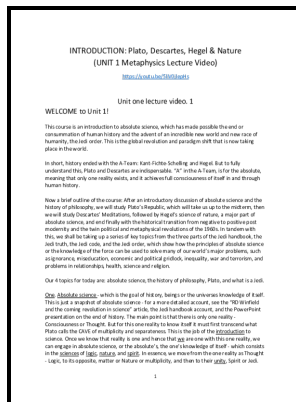 INTRODUCTION: Plato, Descartes, Hegel & Nature
(UNIT 1 Metaphysics Lecture Video)
Unit one lecture video. 1
WELCOME to Unit 1!
This course is an introduction to absolute science, which has made possible the end or
consummation of human history and the advent of an incredible new world and new race of
humanity, the Jedi order. This is the global revolution and paradigm shift that is now taking
place in the world.
In short, history ended with the A-Team: Kant-Fichte-Schelling and Hegel. But to fully
understand this, Plato and Descartes are indispensable. "A" in the A-Team, is for the absolute,
meaning that only one reality exists, and it achieves full consciousness of itself in and through
human history.
Now a brief outline of the course: After an introductory discussion of absolute science and the
history of philosophy, we will study Plato's Republic, which will take us up to the midterm, then
we will study Descartes' Meditations, followed by Hegel's science of nature, a major part of
absolute science, and end finally with the historical transition from negative to positive post
modernity and the twin political and metaphysical revolutions of the 1960s. In tandem with
this, we shall be taking up a series of key topics from the three parts of the Jedi handbook, the
Jedi truth, the Jedi code, and the Jedi order, which show how the principles of absolute science
or the knowledge of the force can be used to solve many of our world's major problems, such
as ignorance, miseducation, economic and political gridlock, inequality, war and terrorism, and
problems in relationships, health, science and religion.
Our 4 topics for today are: absolute science, the history of philosophy, Plato, and what is a Jedi.
One. Absolute science - which is the goal of history, beings or the universes knowledge of itself.
This is just a snapshot of absolute science - for a more detailed account, see the "RD Winfield
and the coming revolution in science" article, the Jedi handbook account, and the PowerPoint
presentation on the end of history. The main point is that there is only one reality -
Consciousness or Thought. But for this one reality to know itself it must first transcend what
Plato calls the CAVE of multiplicity and separateness. This is the job of the introduction to
science. Once we know that reality is one and hence that we are one with this one reality, we
can engage in absolute science, or the absolute's, the one's knowledge of itself - which consists
in the sciences of logic, nature, and spirit. In essence, we move from the one reality as Thought
- Logic, to its opposite, matter or Nature or multiplicity, and then to their unity, Spirit or Jedi.
1